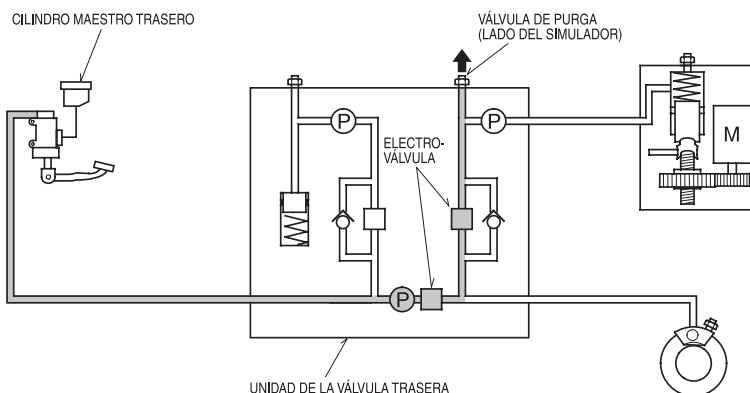 CILINDRO MAESTRO TRASERO
VÁLVULA DE PURGA
(LADO DEL SIMULADOR)
P
P
ELECTRO-
VÁLVULA
M
P
UNIDAD DE LA VÁLVULA TRASERA